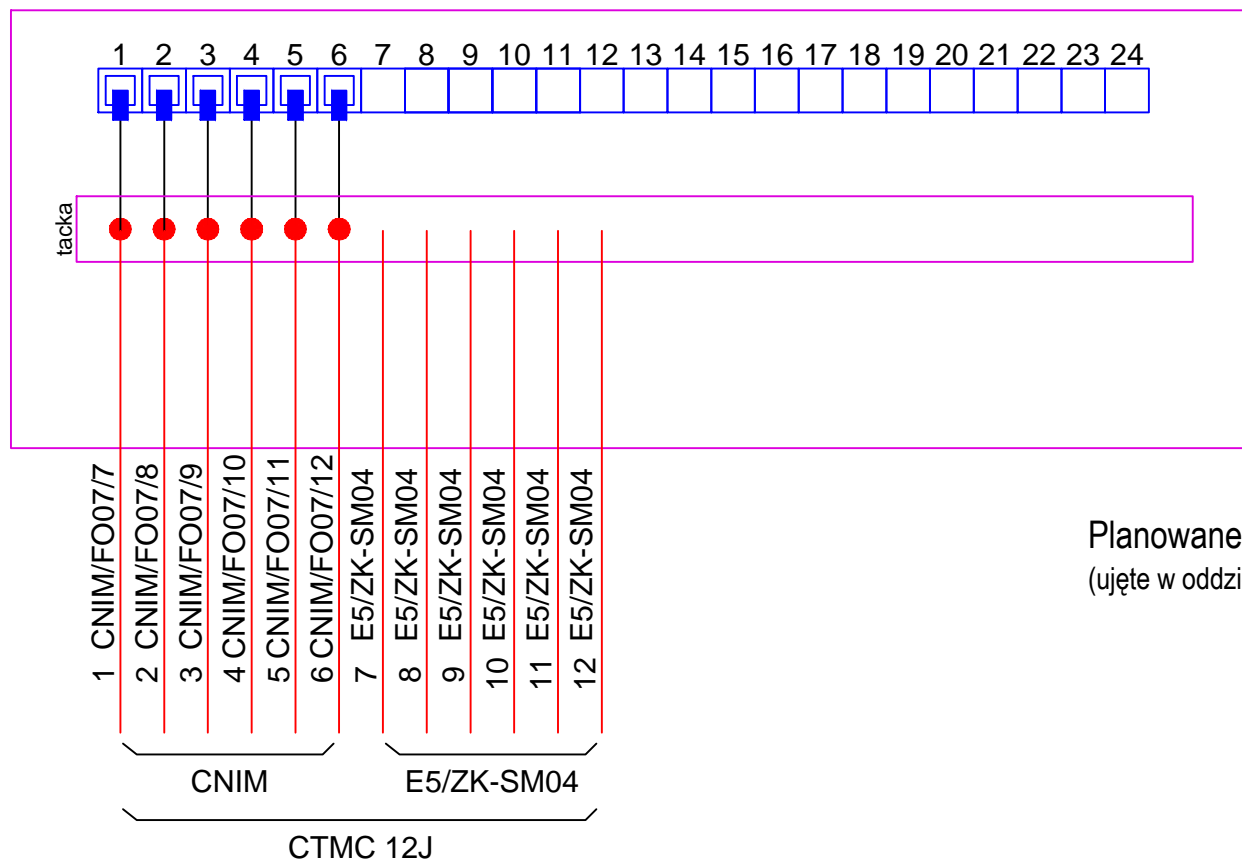 1 2 3 4 5 6 7 8 9 10 11 12 13 14 15 16 17 18 19 20 21 22 23 24
tacka
1 CNIM/FO07/7
2 CNIM/FO07/8
3 CNIM/FO07/9
4 CNIM/FO07/10
5 CNIM/FO07/11
6 CNIM/FO07/12
7 E5/ZK-SM04
8 E5/ZK-SM04
9 E5/ZK-SM04
10 E5/ZK-SM04
11 E5/ZK-SM04
12 E5/ZK-SM04
Planowane
(ujęte w oddzi
CNIM
E5/ZK-SM04
CTMC 12J